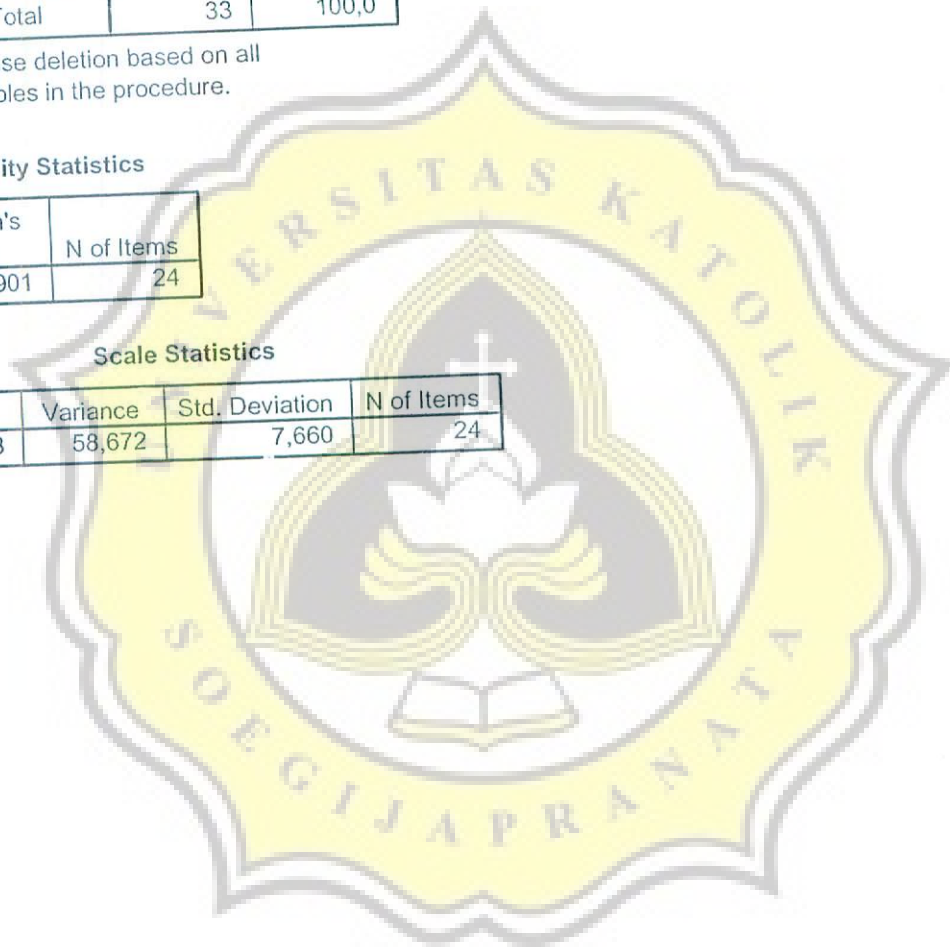 Total 33 100,0
se deletion based on all
bles in the procedure.
ity Statistics
's
N of Items
901 24
Scale Statistics
Variance Std. Deviation N of Items
58,672 7,660 24
VERSITAS KATOLIK
SOEGIJAPRANATA